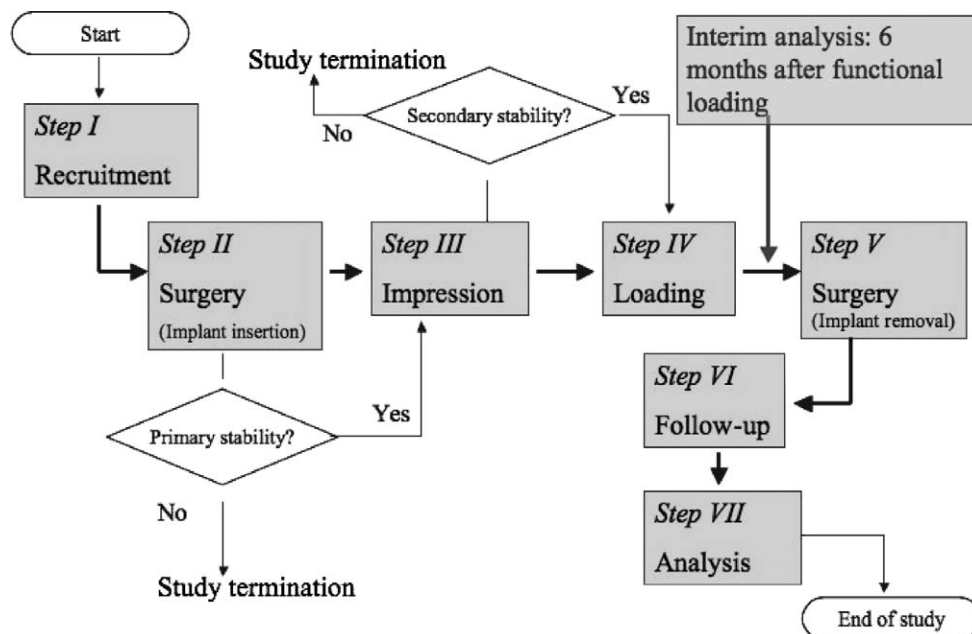 Start
Step I
Recruitment
Study termination
No
Secondary stability?
Yes
Interim analysis: 6
months after functional
loading
Step II
Surgery
(Implant insertion)
Step III
Impression
Step IV
Loading
Step V
Surgery
(Implant removal)
Primary stability?
Yes
No
Study termination
Step VI
Follow-up
Step VII
Analysis
End of study